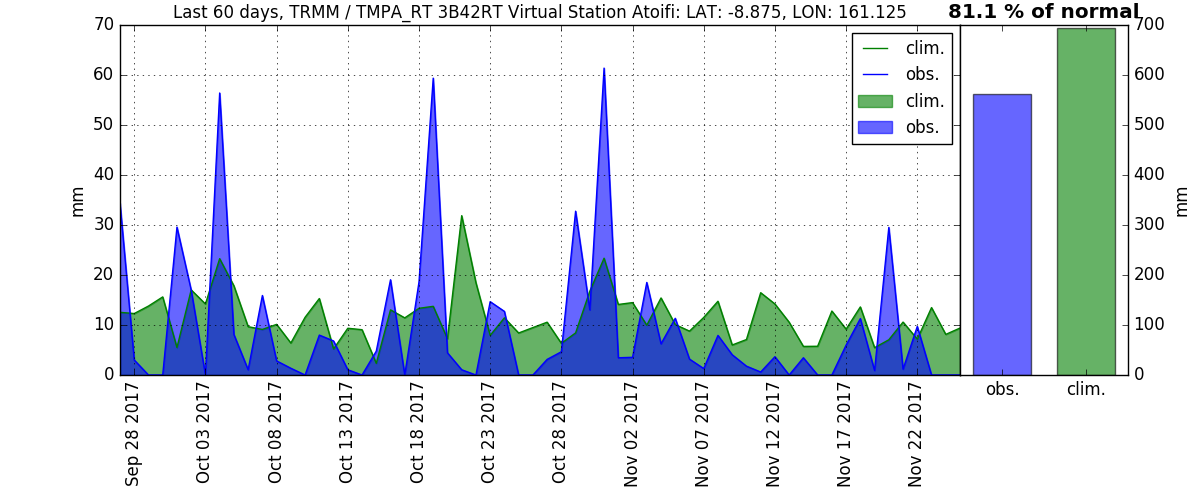 Last 60 days, TRMM / TMPA_RT 3B42RT Virtual Station Atoifi: LAT: -8.875, LON: 161.125
81.1 % of normal
70
60
50
40
30
20
10
0
mm
clim.
obs.
clim.
obs.
700
600
500
400
300
200
100
0
mm
Sep 28 2017
Oct 03 2017
Oct 08 2017
Oct 13 2017
Oct 18 2017
Oct 23 2017
Oct 28 2017
Nov 02 2017
Nov 07 2017
Nov 12 2017
Nov 17 2017
Nov 22 2017
obs.
clim.